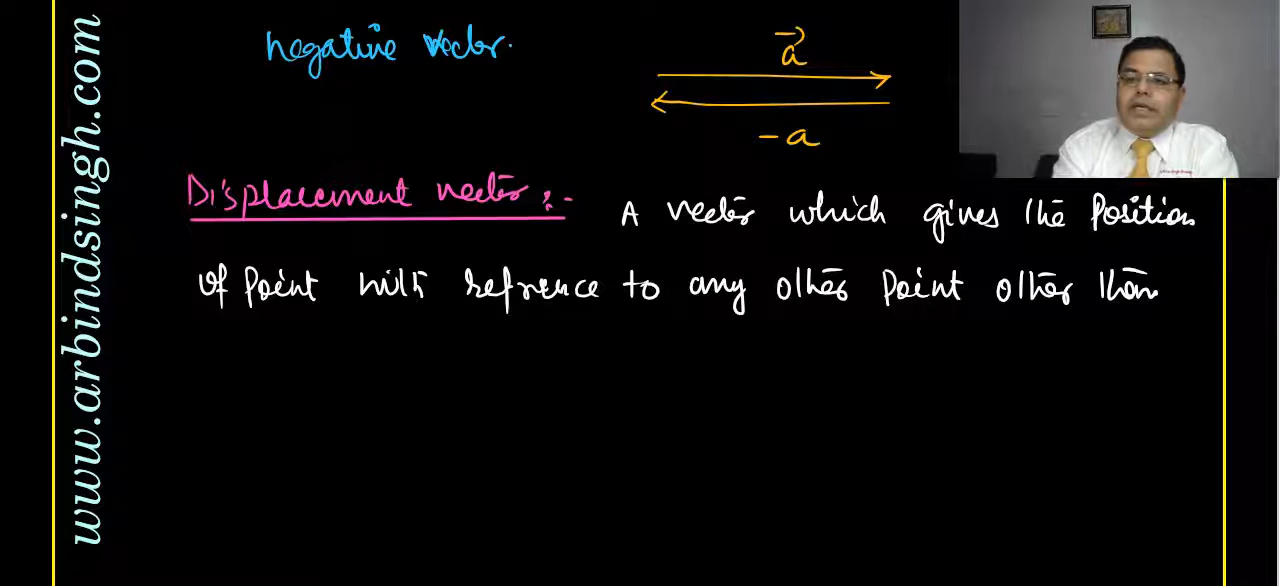 www.arbindsingh.com
negative vector.
a
-a
Displacement vector :-
A vector which gives the Position
of Point with refrence to any other Point other than